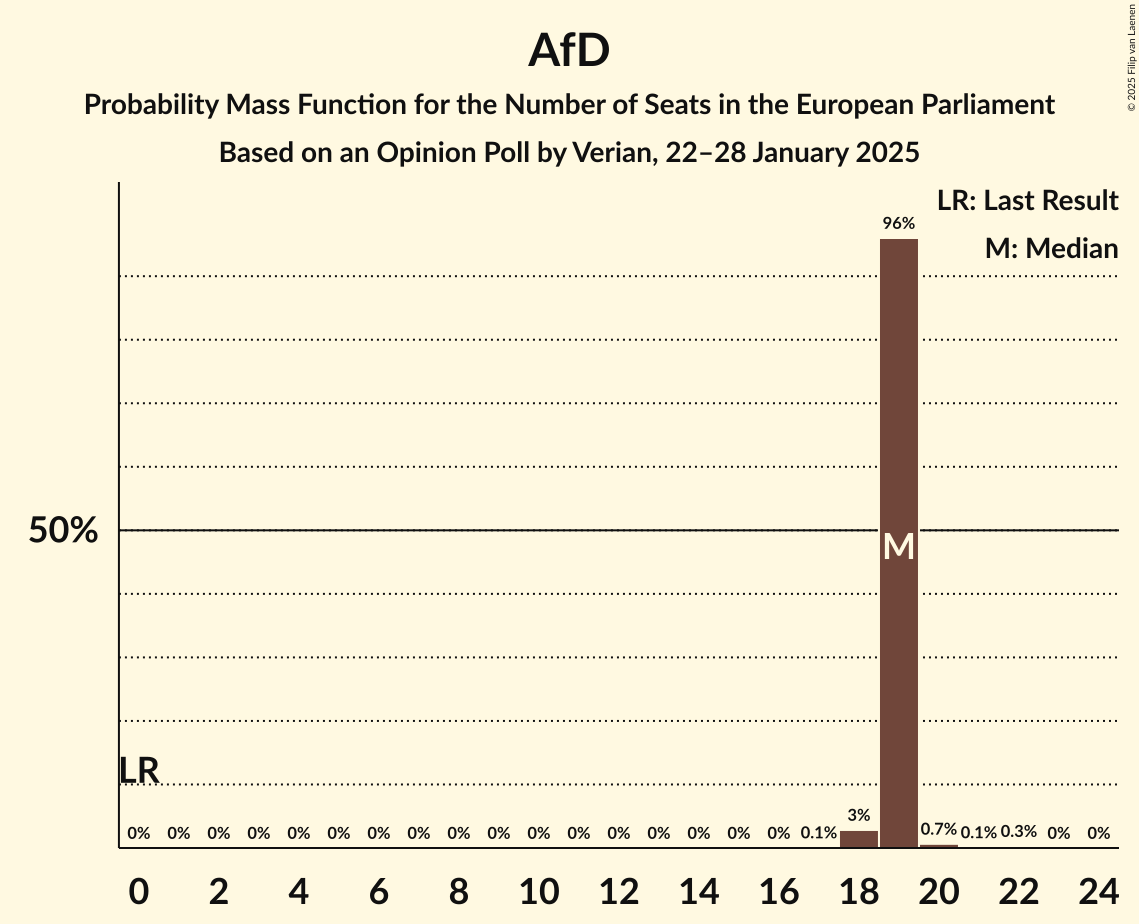 AfD
Probability Mass Function for the Number of Seats in the European Parliament
Based on an Opinion Poll by Verian, 22–28 January 2025
© 2025 Filip van Laenen
LR: Last Result
M: Median
96%
50%
M
LR
0% 0% 0% 0% 0% 0% 0% 0% 0% 0% 0% 0% 0% 0% 0% 0% 0% 0.1% 3% 0.7% 0.1% 0.3% 0% 0%
0 2 4 6 8 10 12 14 16 18 20 22 24